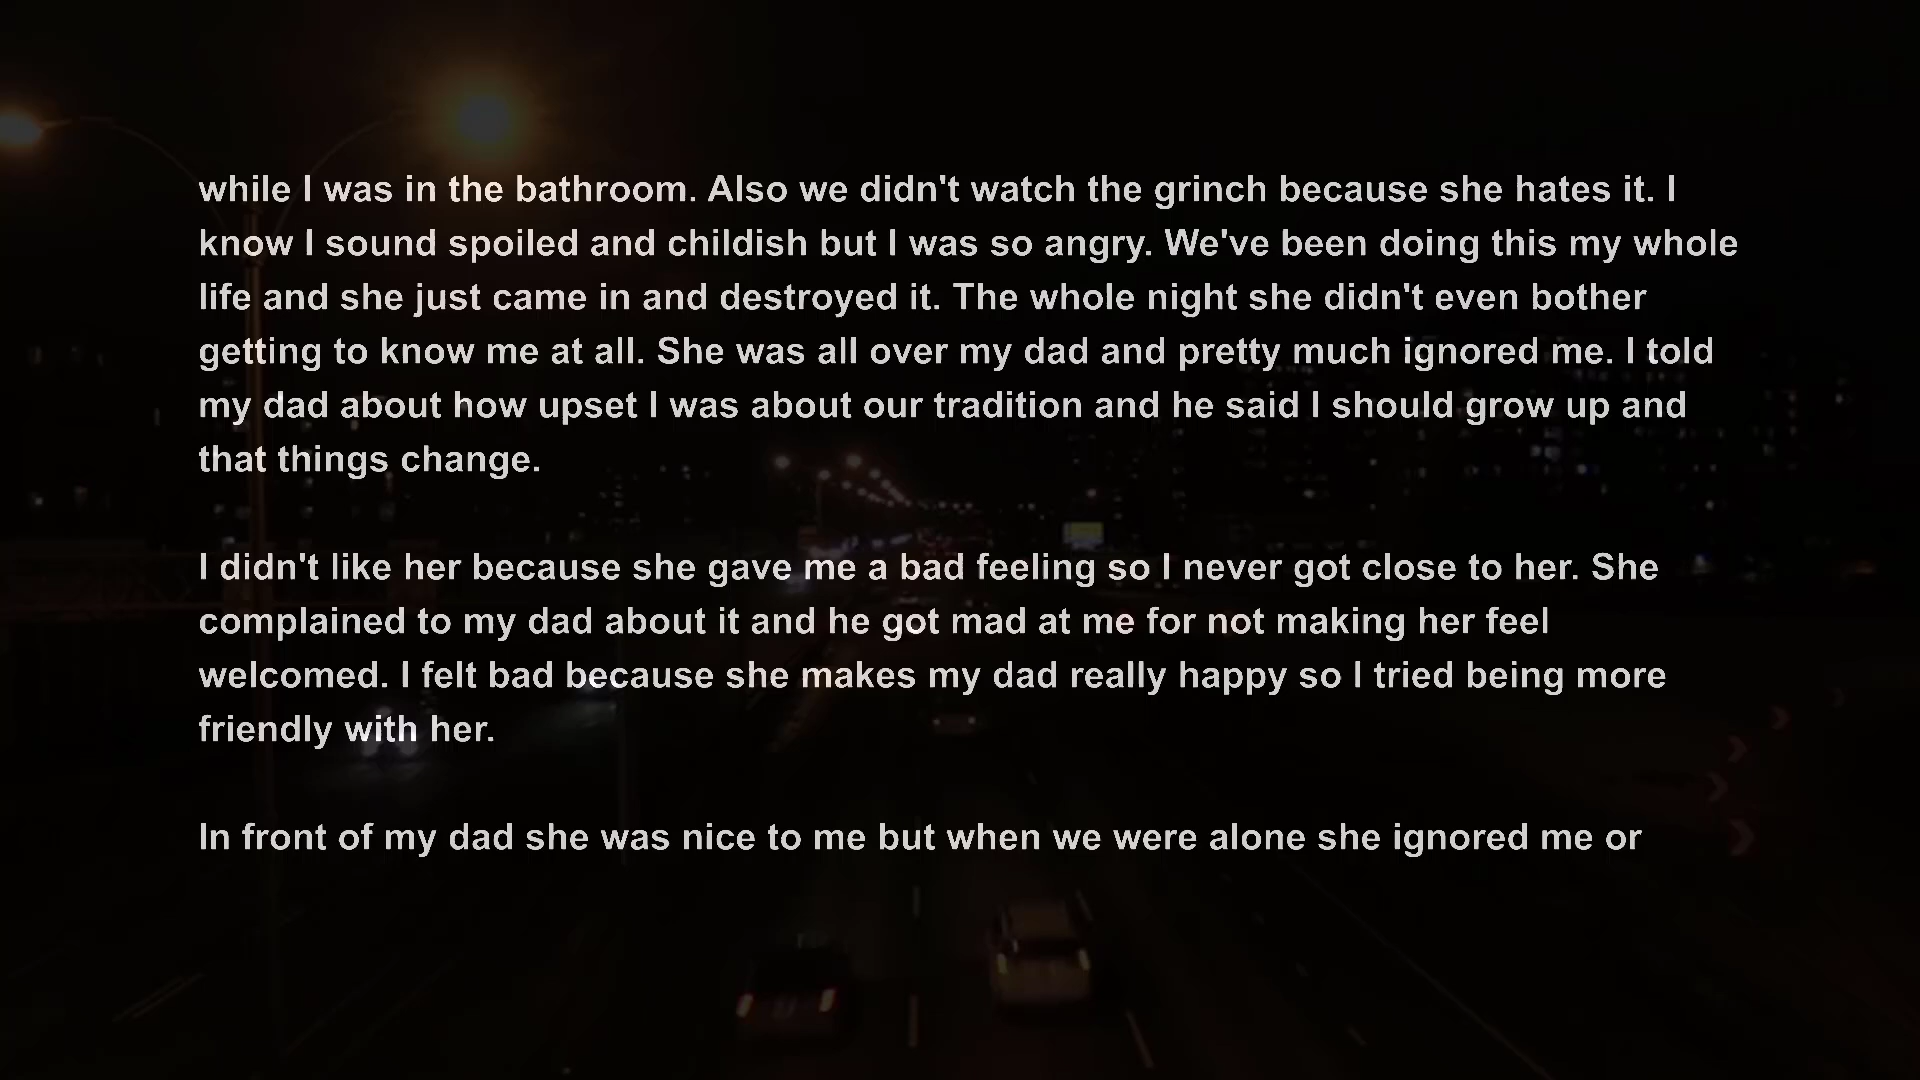 while I was in the bathroom. Also we didn't watch the grinch because she hates it. I
know I sound spoiled and childish but I was so angry. We've been doing this my whole
life and she just came in and destroyed it. The whole night she didn't even bother
getting to know me at all. She was all over my dad and pretty much ignored me. I told
my dad about how upset I was about our tradition and he said I should grow up and
that things change.
I didn't like her because she gave me a bad feeling so I never got close to her. She
complained to my dad about it and he got mad at me for not making her feel
welcomed. I felt bad because she makes my dad really happy so I tried being more
friendly with her.
In front of my dad she was nice to me but when we were alone she ignored me or